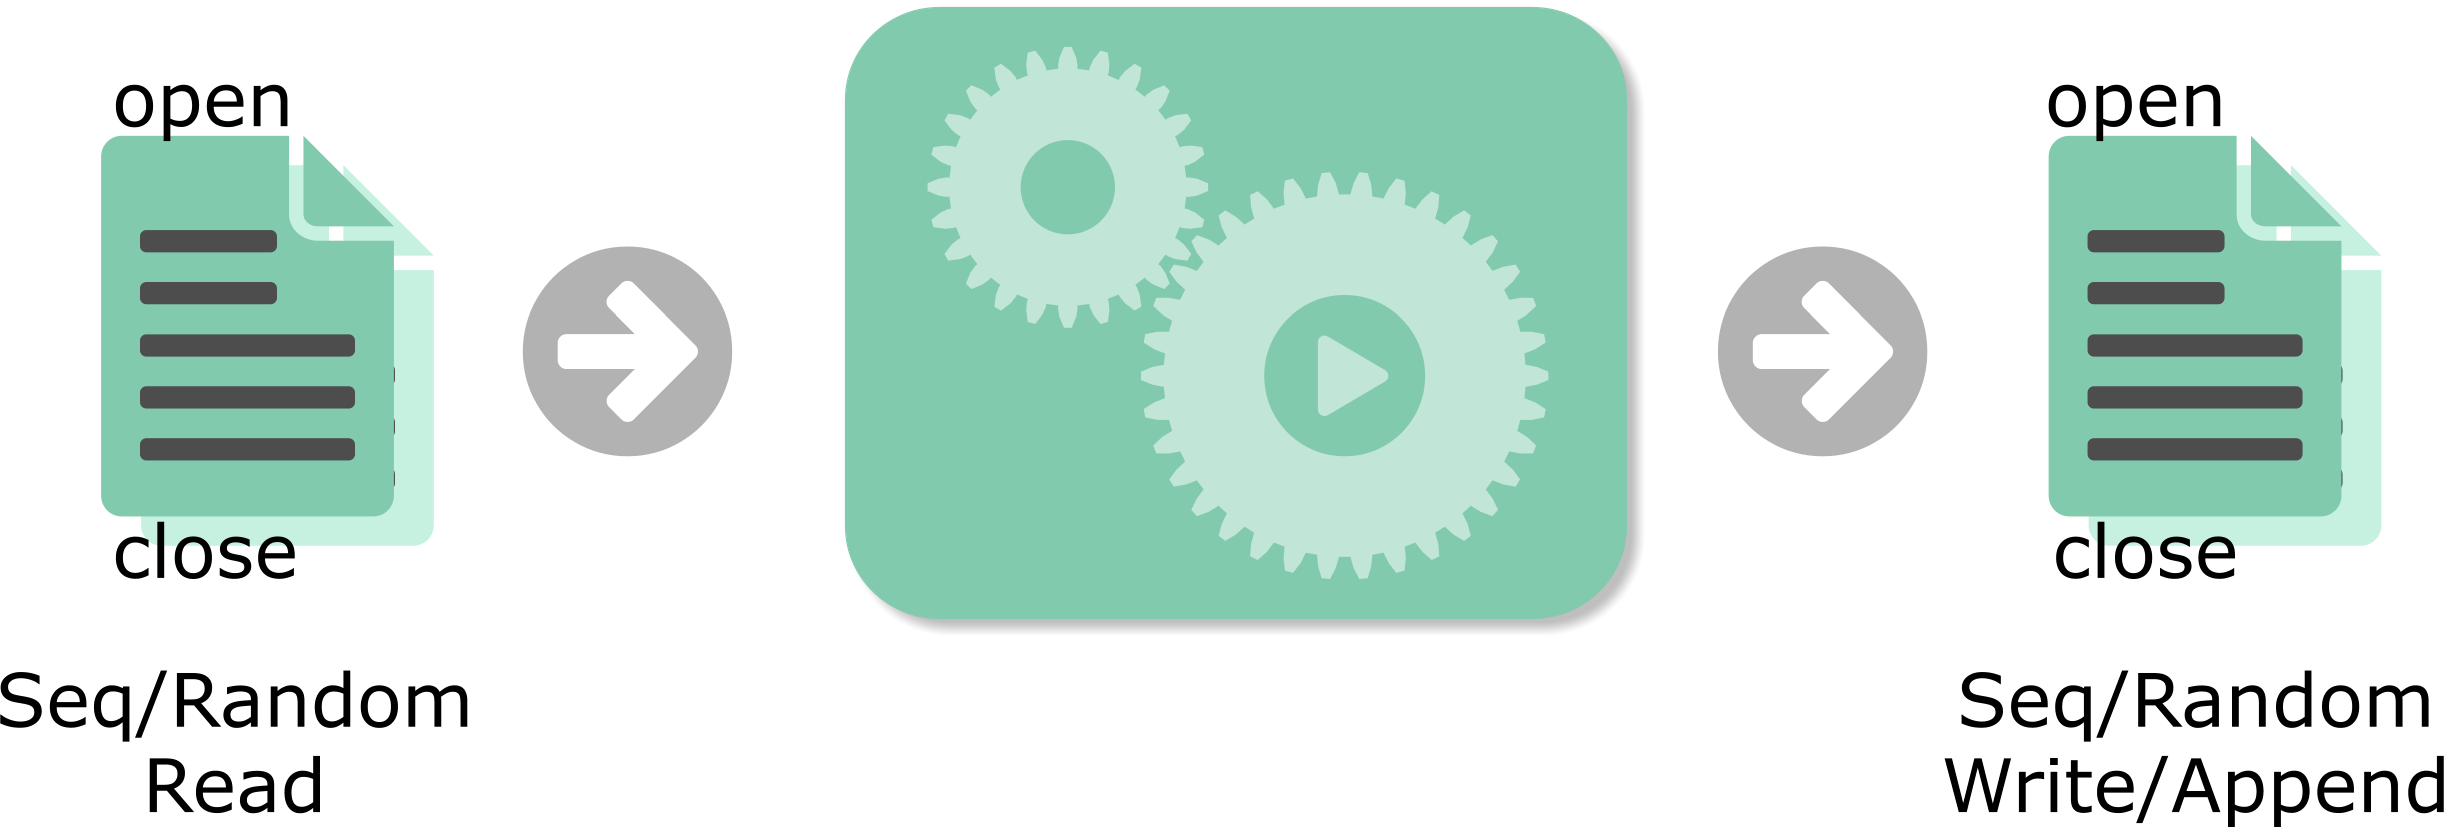 open
close
Seq/Random
Read
open
close
Seq/Random
Write/Append